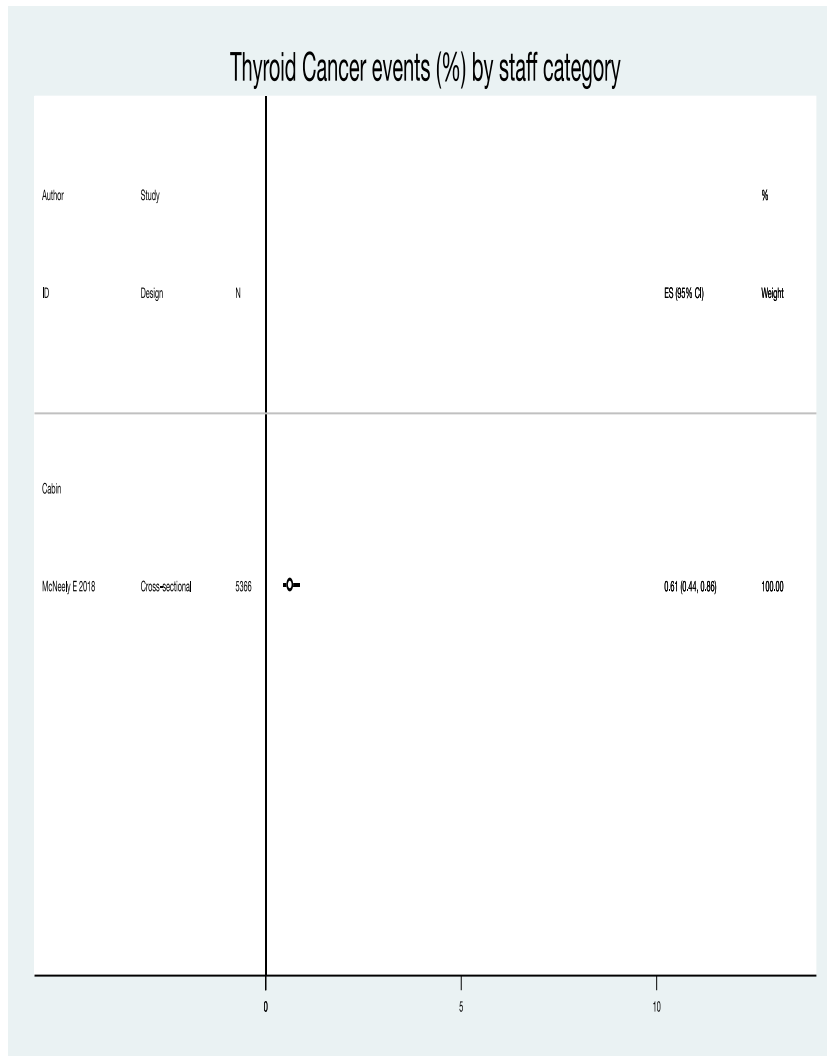 Thyroid Cancer events (%) by staff category
Author Study %
ID Design N ES (95% CI) Weight
Cabin
McNeely E 2018 Cross-sectional 5366 0.61 (0.44, 0.86) 100.00
0 5 10